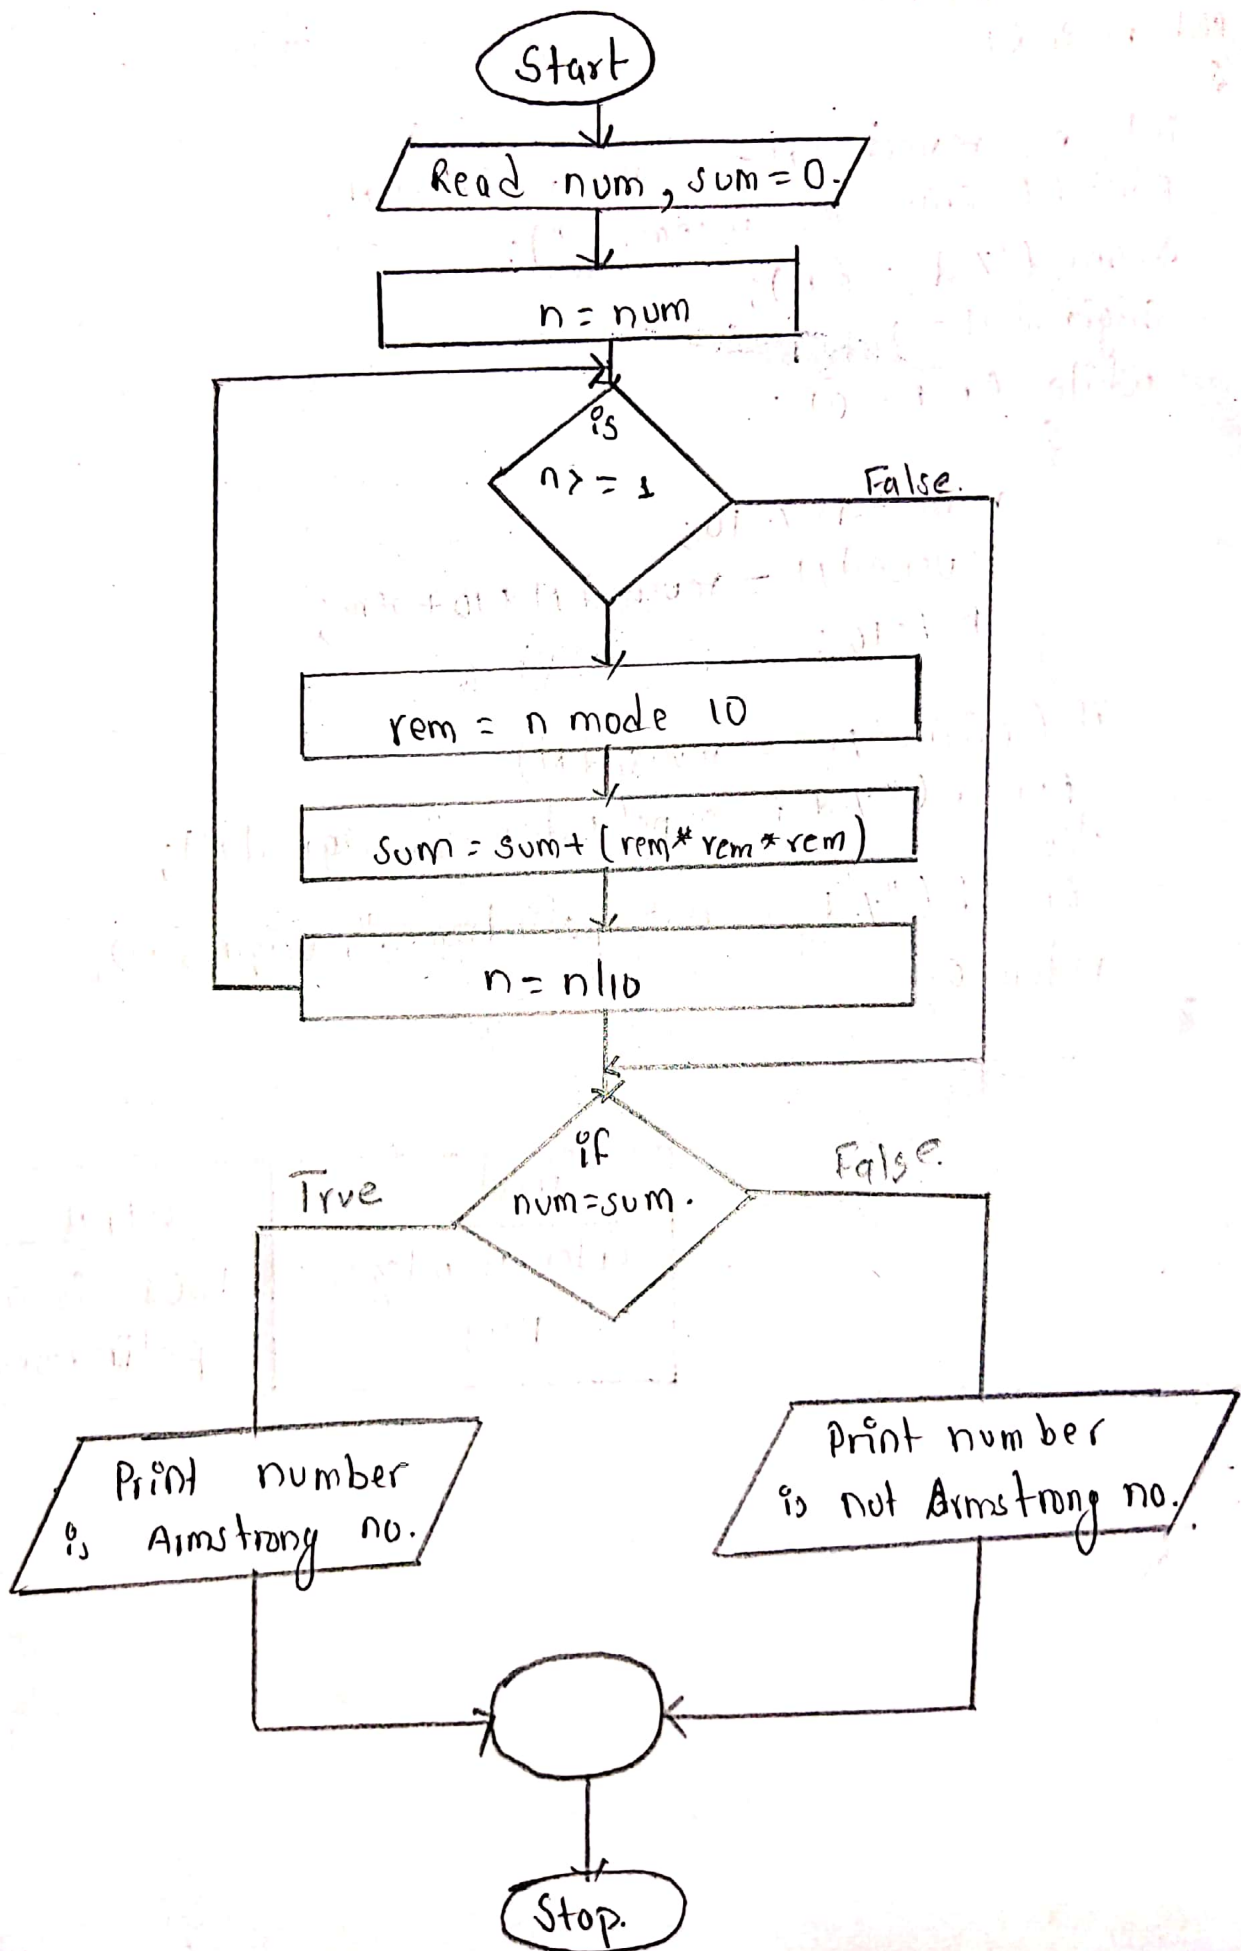 Start
Read num, sum = 0.
n = num
is
n > = 1
False.
rem = n mode 10
sum = sum + (rem * rem * rem)
n = n/10
if
num = sum.
True
False.
Print number
is Armstrong no.
Print number
is not Armstrong no.
Stop.